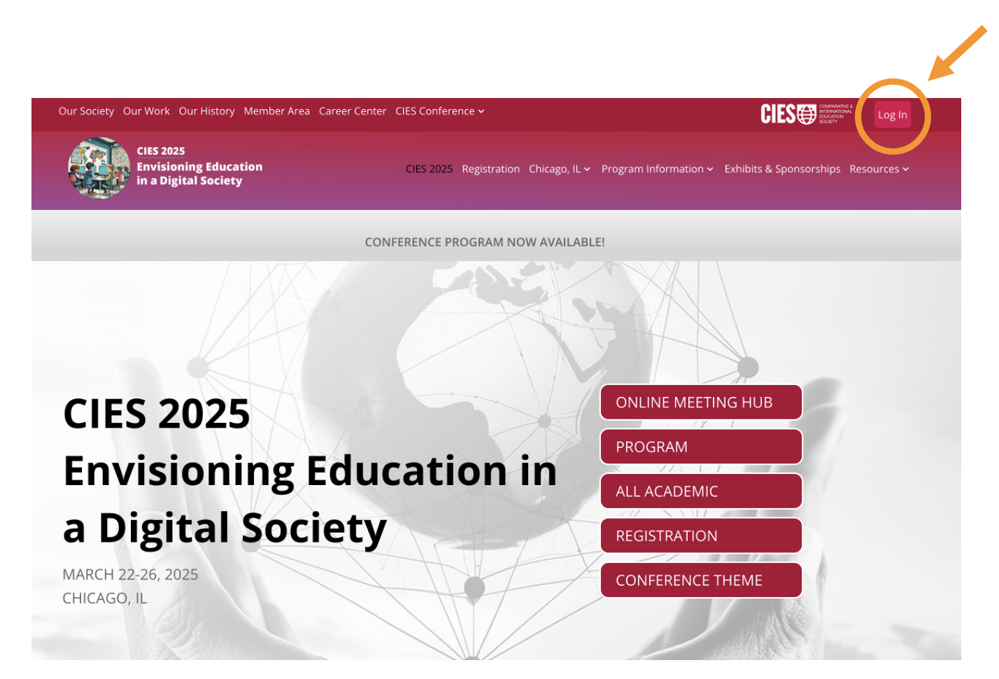 Our Society Our Work Our History Member Area Career Center CIES Conference
CIES COMPARATIVE & INTERNATIONAL EDUCATION SOCIETY
Log In
CIES 2025
Envisioning Education
in a Digital Society
CIES 2025 Registration Chicago, IL Program Information Exhibits & Sponsorships Resources
CONFERENCE PROGRAM NOW AVAILABLE!
CIES 2025
Envisioning Education in
a Digital Society
MARCH 22-26, 2025
CHICAGO, IL
ONLINE MEETING HUB
PROGRAM
ALL ACADEMIC
REGISTRATION
CONFERENCE THEME